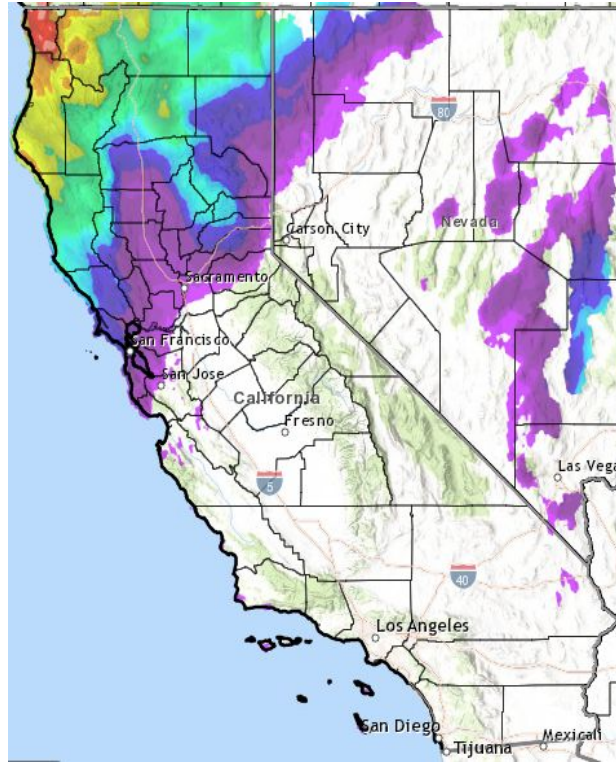 80
Carson City
Nevada
Sacramento
San Francisco
San Jose
California
Fresno
5
Las Vega
40
Los Angeles
San Diego
Tijuana
Mexicali